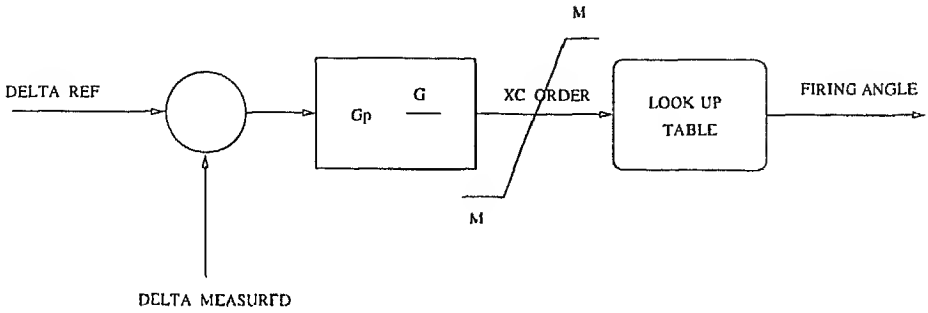 M
DELTA REF
Gp G
XC ORDER
LOOK UP
TABLE
FIRING ANGLE
M
DELTA MEASURED